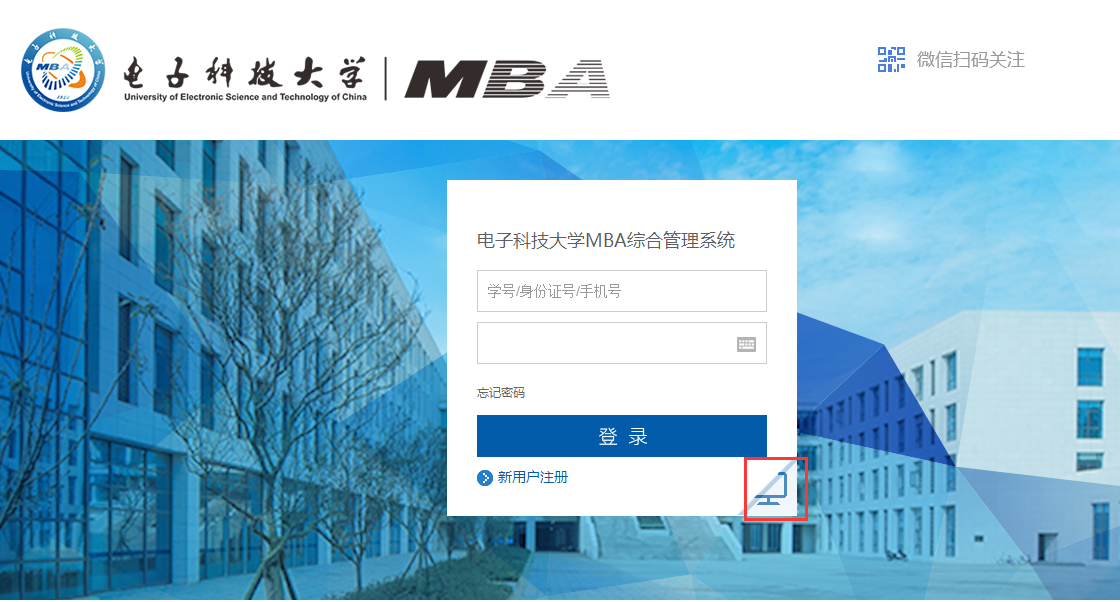 电子科技大学
University of Electronic Science and Technology of China
MBA
MBA
微信扫码关注
电子科技大学MBA综合管理系统
学号/身份证号/手机号
忘记密码
登 录
新用户注册